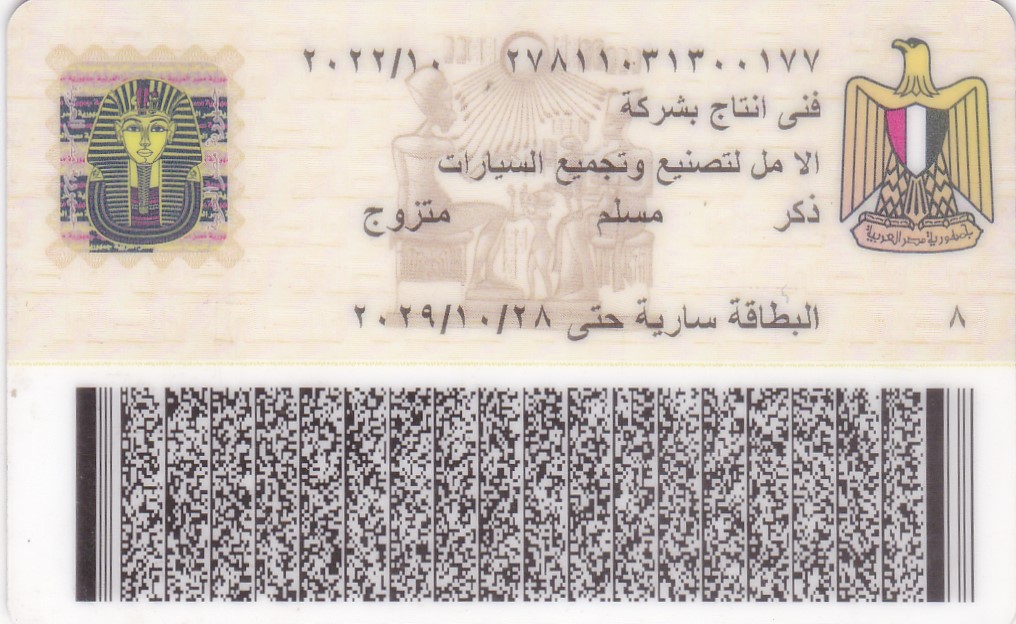 ٢٧٨١١٠٣١٣٠٠١٧٧ ٢٠٢٢/١٠
فنى انتاج بشركة
الا مل لتصنيع وتجميع السيارات
ذكر مسلم متزوج
جمهورية مصر العربية
٨ البطاقة سارية حتى ٢٠٢٩/١٠/٢٨